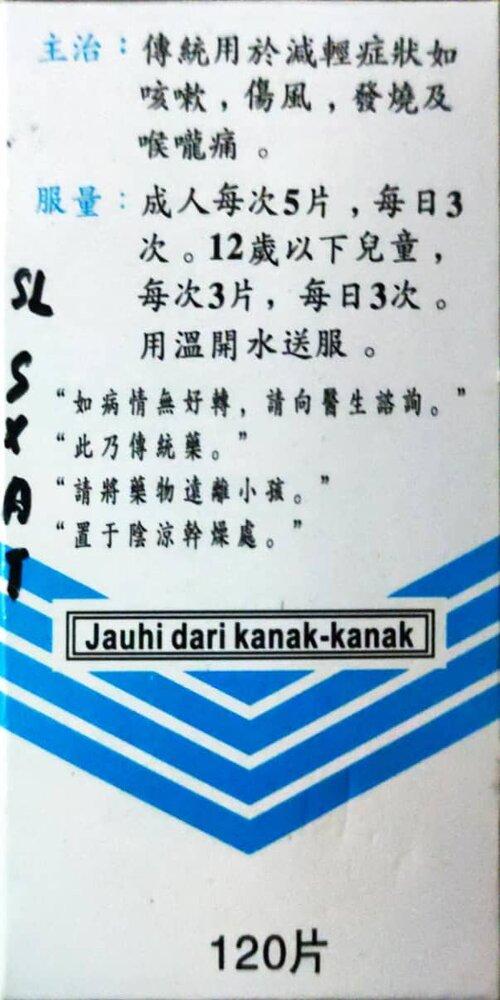 主治：傳統用於減輕症狀如
咳嗽，傷風，發燒及
喉嚨痛。
服量：成人每次5片，每日3
次。12歲以下兒童，
每次3片，每日3次。
用溫開水送服。
“如病情無好轉，請向醫生諮詢。”
“此乃傳統藥。”
“請將藥物遠離小孩。”
“置于陰涼幹燥處。”
SL
S
X
A
T
Jauhi dari kanak-kanak
120片